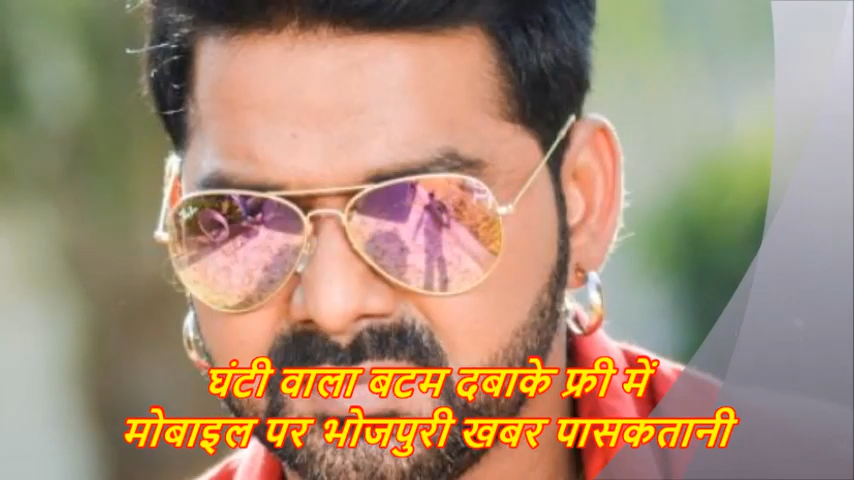 घंटी वाला बटम दबाके फ्री में
मोबाइल पर भोजपुरी खबर पासकतानी